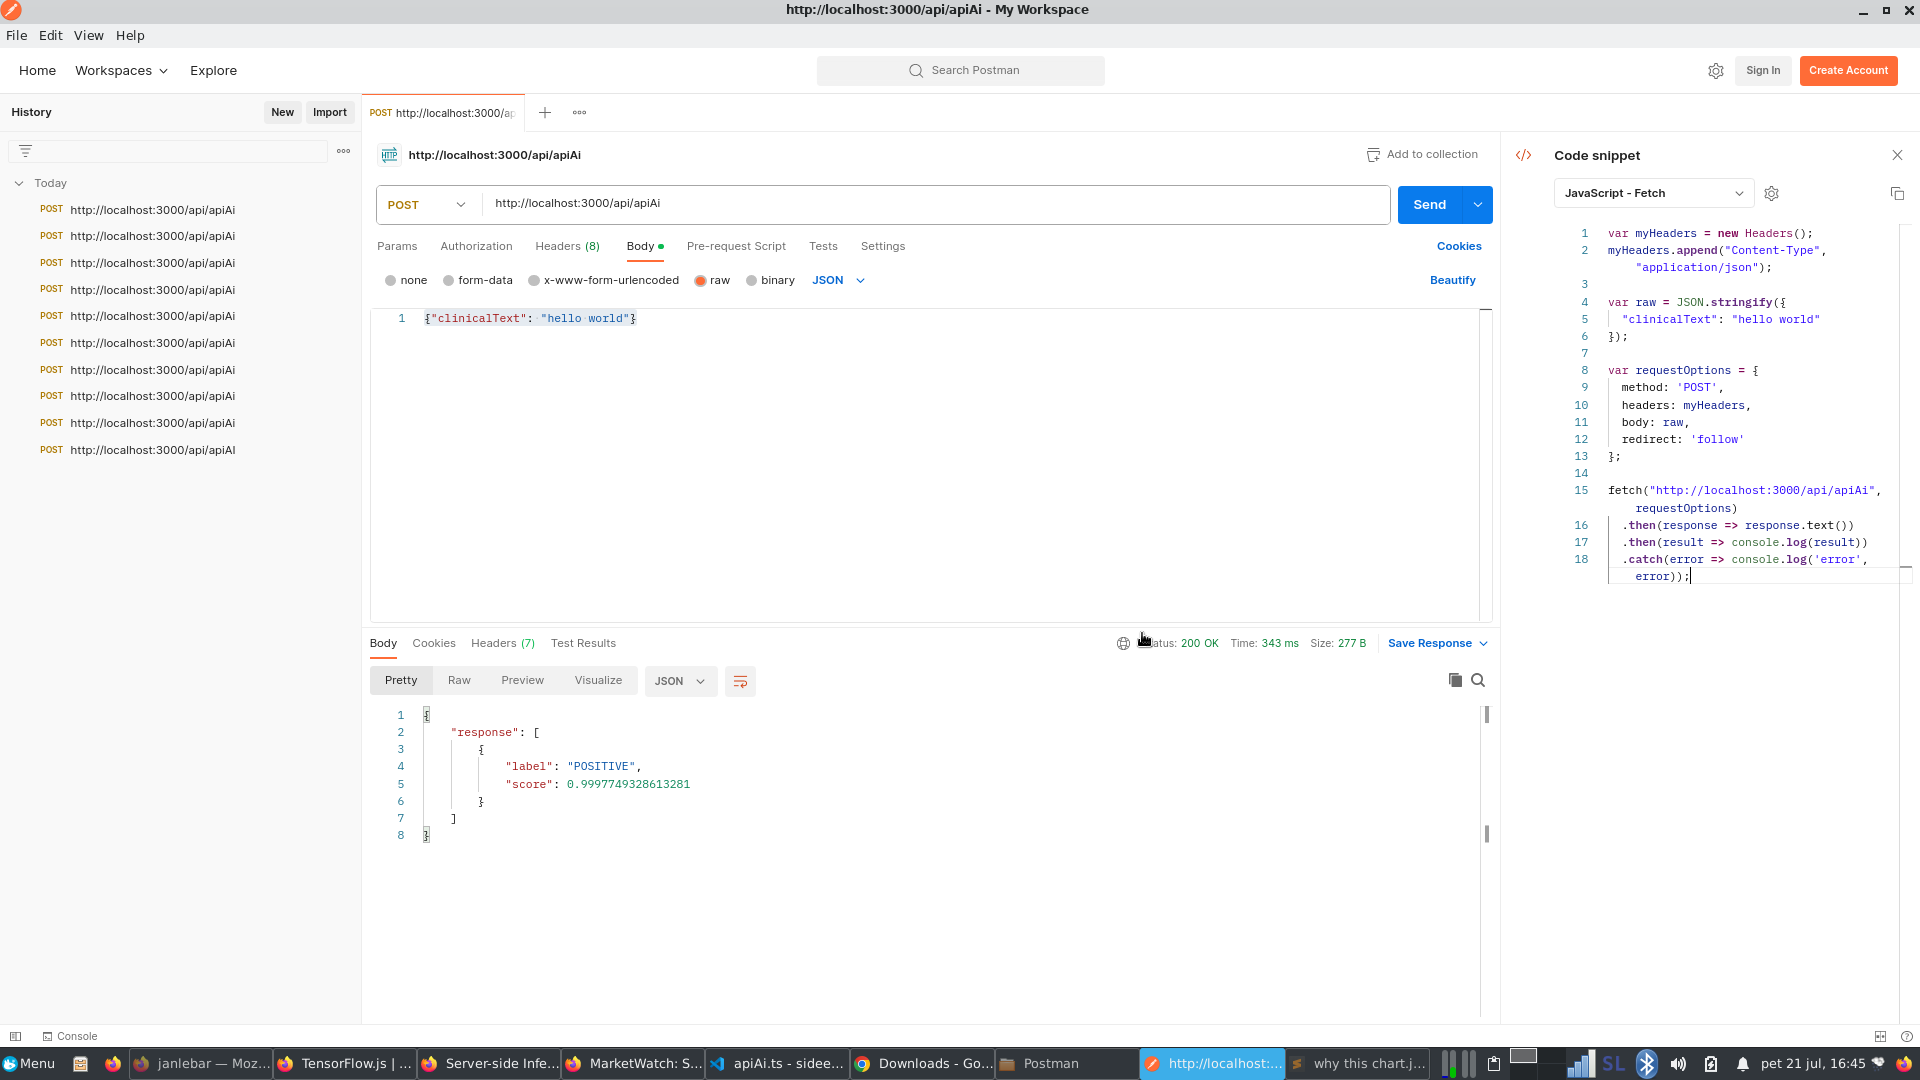 http://localhost:3000/api/apiAi - My Workspace
File Edit View Help
Home Workspaces Explore
Search Postman
Sign In Create Account
History New Import
POST http://localhost:3000/ap
Today
POST http://localhost:3000/api/apiAi
POST http://localhost:3000/api/apiAi
POST http://localhost:3000/api/apiAi
POST http://localhost:3000/api/apiAi
POST http://localhost:3000/api/apiAi
POST http://localhost:3000/api/apiAi
POST http://localhost:3000/api/apiAi
POST http://localhost:3000/api/apiAi
POST http://localhost:3000/api/apiAi
POST http://localhost:3000/api/apiAI
HTTP http://localhost:3000/api/apiAi
Add to collection
POST http://localhost:3000/api/apiAi Send
Params Authorization Headers (8) Body Pre-request Script Tests Settings Cookies
none form-data x-www-form-urlencoded raw binary JSON Beautify
1 {"clinicalText": "hello world"}
Body Cookies Headers (7) Test Results
atus: 200 OK Time: 343 ms Size: 277 B Save Response
Pretty Raw Preview Visualize JSON
1 {
2 "response": [
3 {
4 "label": "POSITIVE",
5 "score": 0.9997749328613281
6 }
7 ]
8 }
</> Code snippet
JavaScript - Fetch
1 var myHeaders = new Headers();
2 myHeaders.append("Content-Type",
"application/json");
3
4 var raw = JSON.stringify({
5 "clinicalText": "hello world"
6 });
7
8 var requestOptions = {
9 method: 'POST',
10 headers: myHeaders,
11 body: raw,
12 redirect: 'follow'
13 };
14
15 fetch("http://localhost:3000/api/apiAi",
requestOptions)
16 .then(response => response.text())
17 .then(result => console.log(result))
18 .catch(error => console.log('error',
error));
Console
Menu janlebar — Moz... TensorFlow.js | ... Server-side Infe... MarketWatch: S... apiAi.ts - sidee... Downloads - Go... Postman http://localhost:... why this chart.j... SL pet 21 jul, 16:45